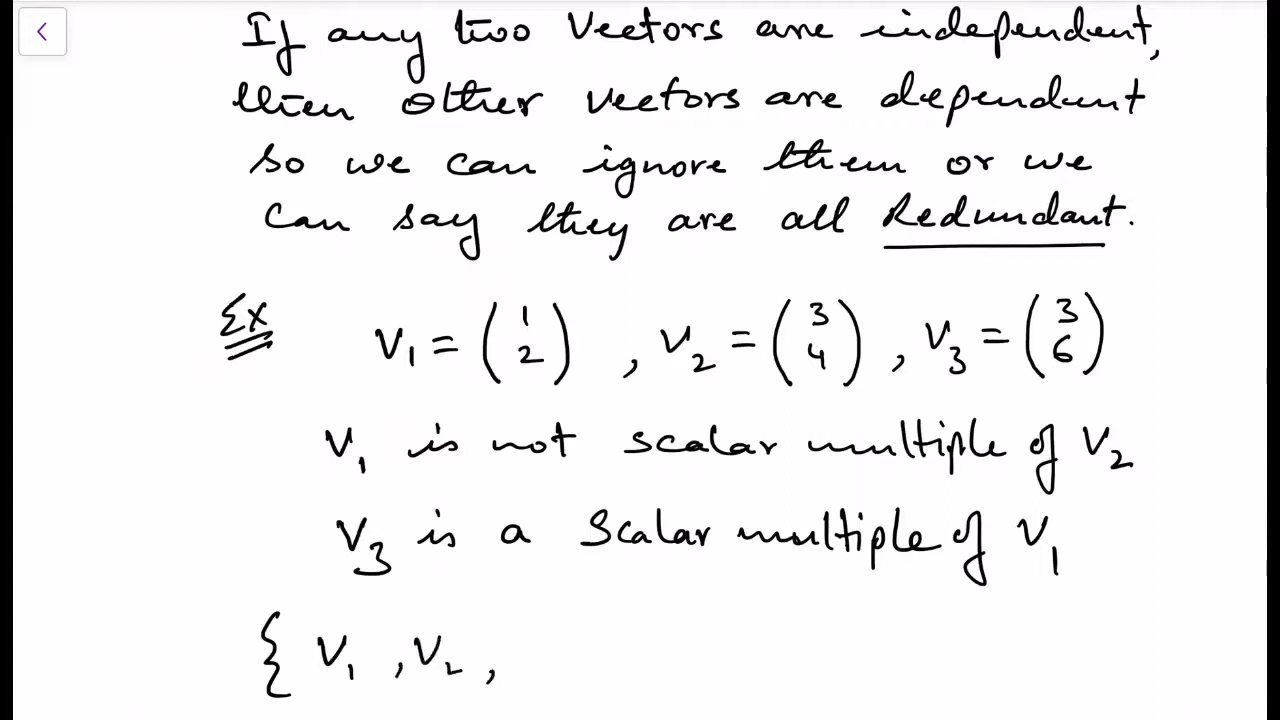 If any two Vectors are independent,
then other vectors are dependent
so we can ignore them or we
can say they are all Redundant.
Ex V₁ = (1 2) , V₂ = (3 4) , V₃ = (3 6)
V₁ is not scalar multiple of V₂
V₃ is a Scalar multiple of V₁
{ V₁ , V₂ ,